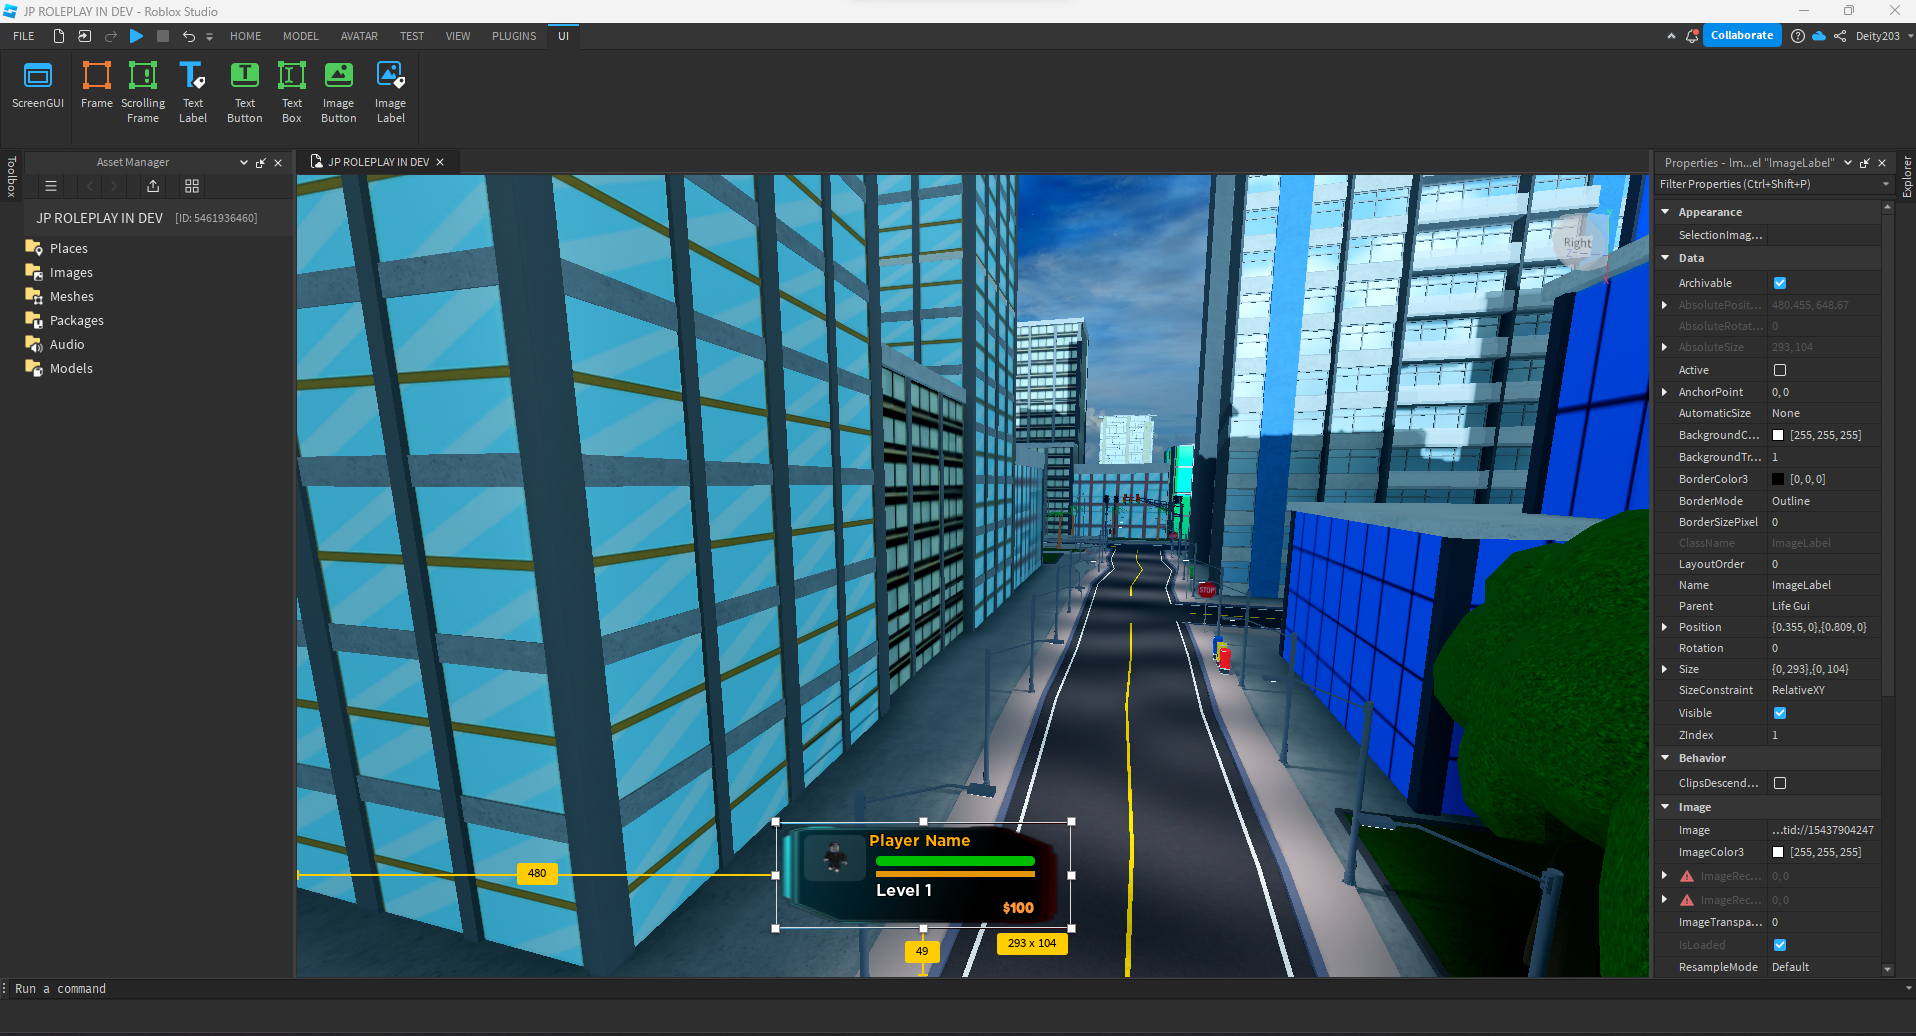 JP ROLEPLAY IN DEV - Roblox Studio
FILE HOME MODEL AVATAR TEST VIEW PLUGINS UI Collaborate Deity203
ScreenGUI
Frame
Scrolling
Frame
Text
Label
Text
Button
Text
Box
Image
Button
Image
Label
Toolbox
Asset Manager
JP ROLEPLAY IN DEV [ID: 5461936460]
Places
Images
Meshes
Packages
Audio
Models
JP ROLEPLAY IN DEV
Right
Z
X
STOP
Player Name
Level 1
$100
480
49
293 x 104
Properties - Im...el "ImageLabel"
Explorer
Filter Properties (Ctrl+Shift+P)
Appearance
SelectionImag...
Data
Archivable
AbsolutePosit... 480.455, 648.67
AbsoluteRotat... 0
AbsoluteSize 293, 104
Active
AnchorPoint 0, 0
AutomaticSize None
BackgroundC... [255, 255, 255]
BackgroundTr... 1
BorderColor3 [0, 0, 0]
BorderMode Outline
BorderSizePixel 0
ClassName ImageLabel
LayoutOrder 0
Name ImageLabel
Parent Life Gui
Position {0.355, 0},{0.809, 0}
Rotation 0
Size {0, 293},{0, 104}
SizeConstraint RelativeXY
Visible
ZIndex 1
Behavior
ClipsDescend...
Image
Image ...tid://15437904247
ImageColor3 [255, 255, 255]
ImageRec... 0, 0
ImageRec... 0, 0
ImageTranspa... 0
IsLoaded
ResampleMode Default
Run a command